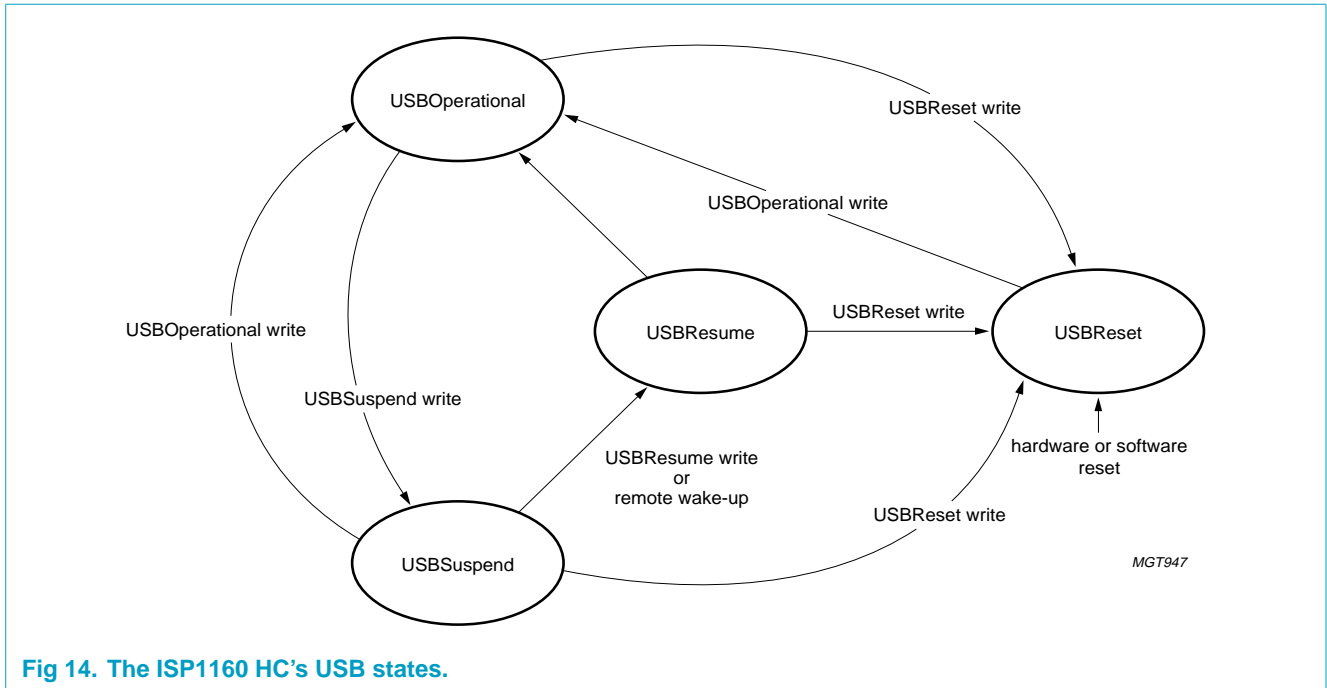 USBOperational
USBReset write
USBOperational write
USBReset write
USBResume
USBReset
USBOperational write
USBSuspend write
hardware or software
reset
USBResume write
or
remote wake-up
USBReset write
USBSuspend
MGT947
Fig 14. The ISP1160 HC's USB states.